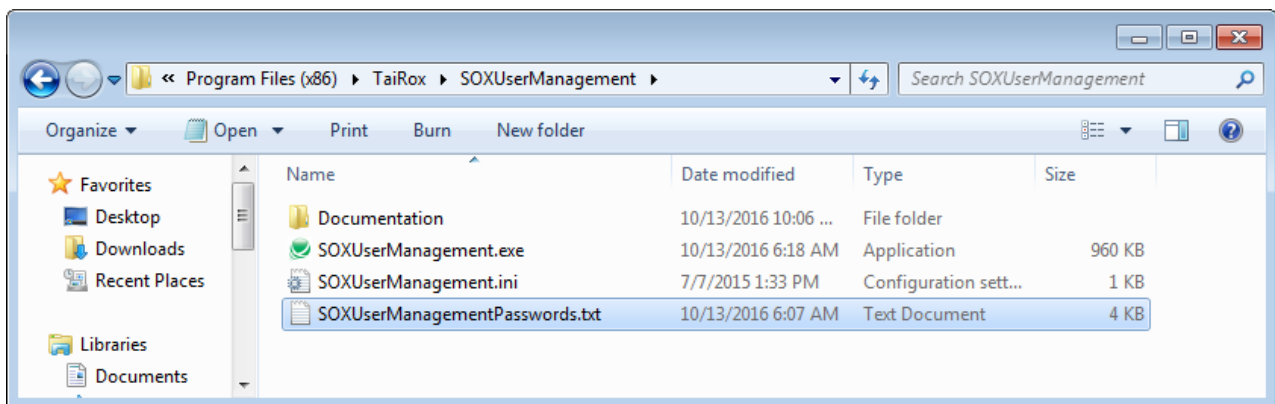 « Program Files (x86) ▸ TaiRox ▸ SOXUserManagement ▸ Search SOXUserManagement
Organize Open Print Burn New folder
Favorites
Desktop
Downloads
Recent Places
Libraries
Documents
Name Date modified Type Size
Documentation 10/13/2016 10:06 ... File folder
SOXUserManagement.exe 10/13/2016 6:18 AM Application 960 KB
SOXUserManagement.ini 7/7/2015 1:33 PM Configuration sett... 1 KB
SOXUserManagementPasswords.txt 10/13/2016 6:07 AM Text Document 4 KB